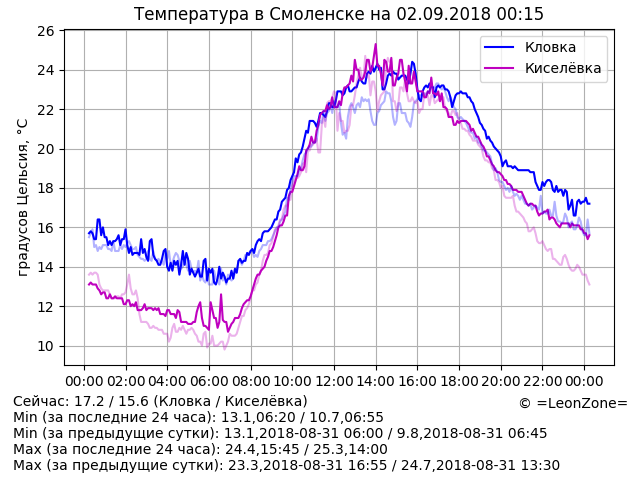 Температура в Смоленске на 02.09.2018 00:15
Кловка
Киселёвка
градусов Цельсия, °C
26
24
22
20
18
16
14
12
10
00:00 02:00 04:00 06:00 08:00 10:00 12:00 14:00 16:00 18:00 20:00 22:00 00:00
Сейчас: 17.2 / 15.6 (Кловка / Киселёвка)
© =LeonZone=
Min (за последние 24 часа): 13.1,06:20 / 10.7,06:55
Min (за предыдущие сутки): 13.1,2018-08-31 06:00 / 9.8,2018-08-31 06:45
Max (за последние 24 часа): 24.4,15:45 / 25.3,14:00
Max (за предыдущие сутки): 23.3,2018-08-31 16:55 / 24.7,2018-08-31 13:30